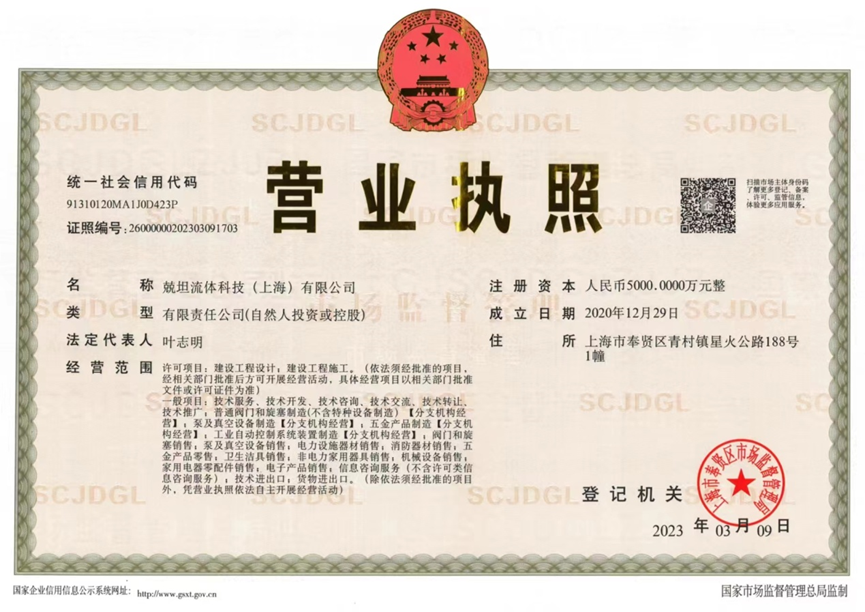 营业执照
统一社会信用代码
91310120MA1J0D423P
证照编号:26000000202303091703
扫描市场主体身份码
了解更多登记、备案
、许可、监管信息,
体验更多应用服务。
名 称 兢坦流体科技(上海)有限公司
类 型 有限责任公司(自然人投资或控股)
法定代表人 叶志明
经营范围 许可项目:建设工程设计;建设工程施工。(依法须经批准的项目,
经相关部门批准后方可开展经营活动,具体经营项目以相关部门批准
文件或许可证件为准)
一般项目:技术服务、技术开发、技术咨询、技术交流、技术转让、
技术推广;普通阀门和旋塞制造(不含特种设备制造)【分支机构经
营】;泵及真空设备制造【分支机构经营】;五金产品制造【分支机
构经营】;工业自动控制系统装置制造【分支机构经营】;阀门和旋
塞销售;泵及真空设备销售;电力设施器材销售;消防器材销售;五
金产品零售;卫生洁具销售;非电力家用器具销售;机械设备销售;
家用电器零配件销售;电子产品销售;信息咨询服务(不含许可类信
息咨询服务);技术进出口;货物进出口。(除依法须经批准的项目
外,凭营业执照依法自主开展经营活动)
注册资本 人民币5000.0000万元整
成立日期 2020年12月29日
住 所 上海市奉贤区青村镇星火公路188号
1幢
登记机关
上海市奉贤区市场监督管理局
2023 年 03 月 09 日
国家企业信用信息公示系统网址: http://www.gsxt.gov.cn
国家市场监督管理总局监制